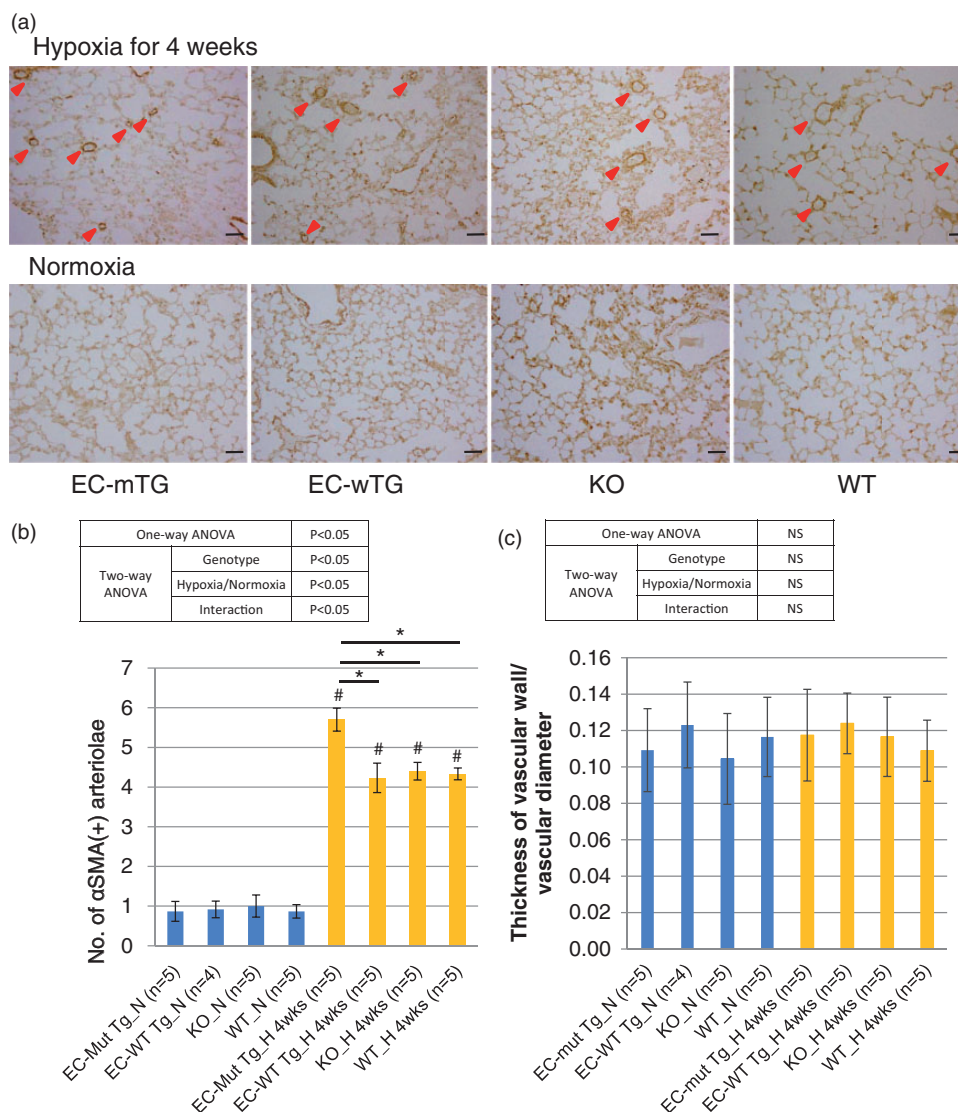 (a)
Hypoxia for 4 weeks
Normoxia
EC-mTG EC-wTG KO WT
(b)
One-way ANOVA P<0.05
Two-way ANOVA
Genotype P<0.05
Hypoxia/Normoxia P<0.05
Interaction P<0.05
*
*
*
# # # #
No. of αSMA(+) arteriolae
7
6
5
4
3
2
1
0
EC-Mut Tg_N (n=5)
EC-WT Tg_N (n=4)
KO_N (n=5)
WT_N (n=5)
EC-Mut Tg_H 4wks (n=5)
EC-WT Tg_H 4wks (n=5)
KO_H 4wks (n=5)
WT_H 4wks (n=5)
(c)
One-way ANOVA NS
Two-way ANOVA
Genotype NS
Hypoxia/Normoxia NS
Interaction NS
Thickness of vascular wall/
vascular diameter
0.16
0.14
0.12
0.10
0.08
0.06
0.04
0.02
0.00
EC-mut Tg_N (n=5)
EC-WT Tg_N (n=4)
KO_N (n=5)
WT_N (n=5)
EC-mut Tg_H 4wks (n=5)
EC-WT Tg_H 4wks (n=5)
KO_H 4wks (n=5)
WT_H 4wks (n=5)